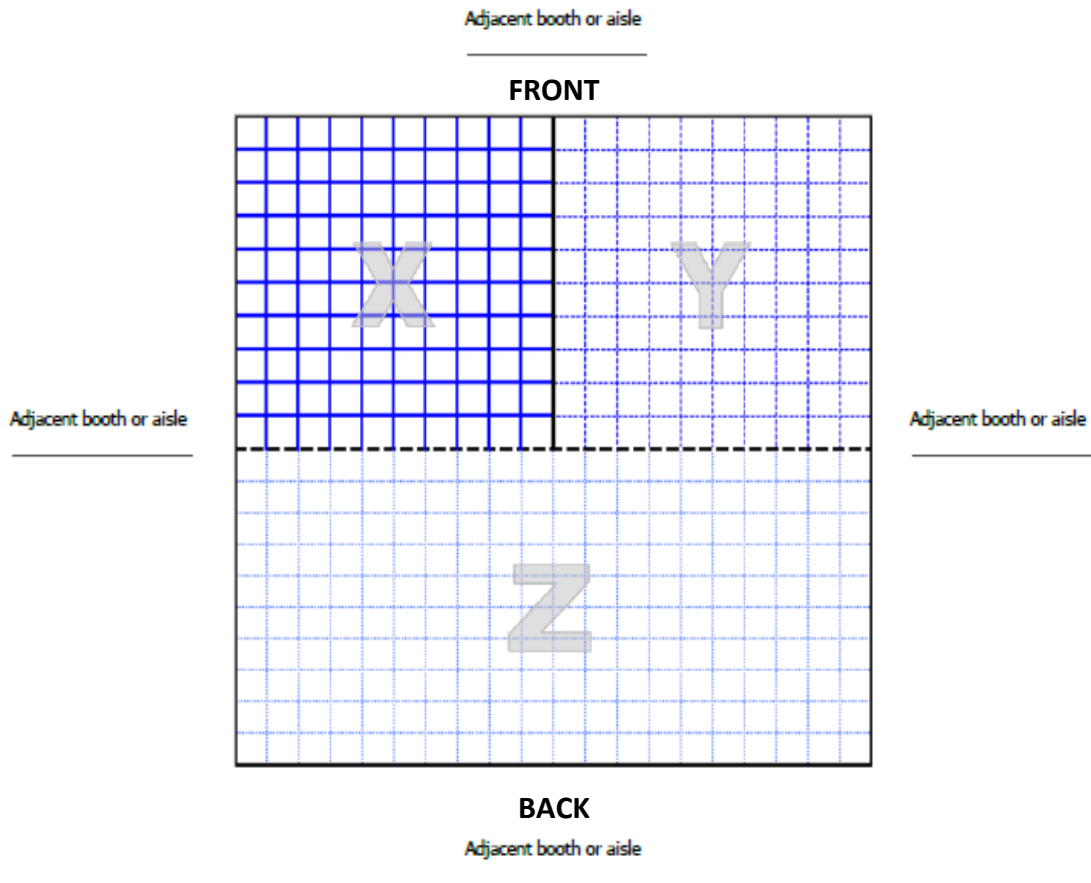 Adjacent booth or aisle
FRONT
X
Y
Adjacent booth or aisle
Adjacent booth or aisle
Z
BACK
Adjacent booth or aisle